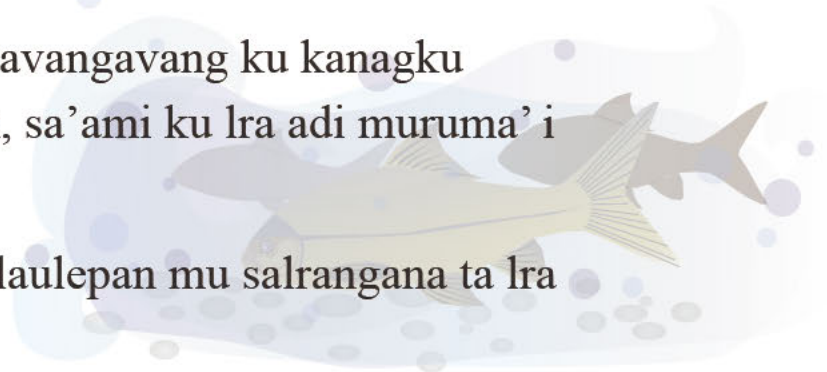 avangavang ku kanagku
, sa’ami ku lra adi muruma’ i
laulepan mu salrangana ta lra